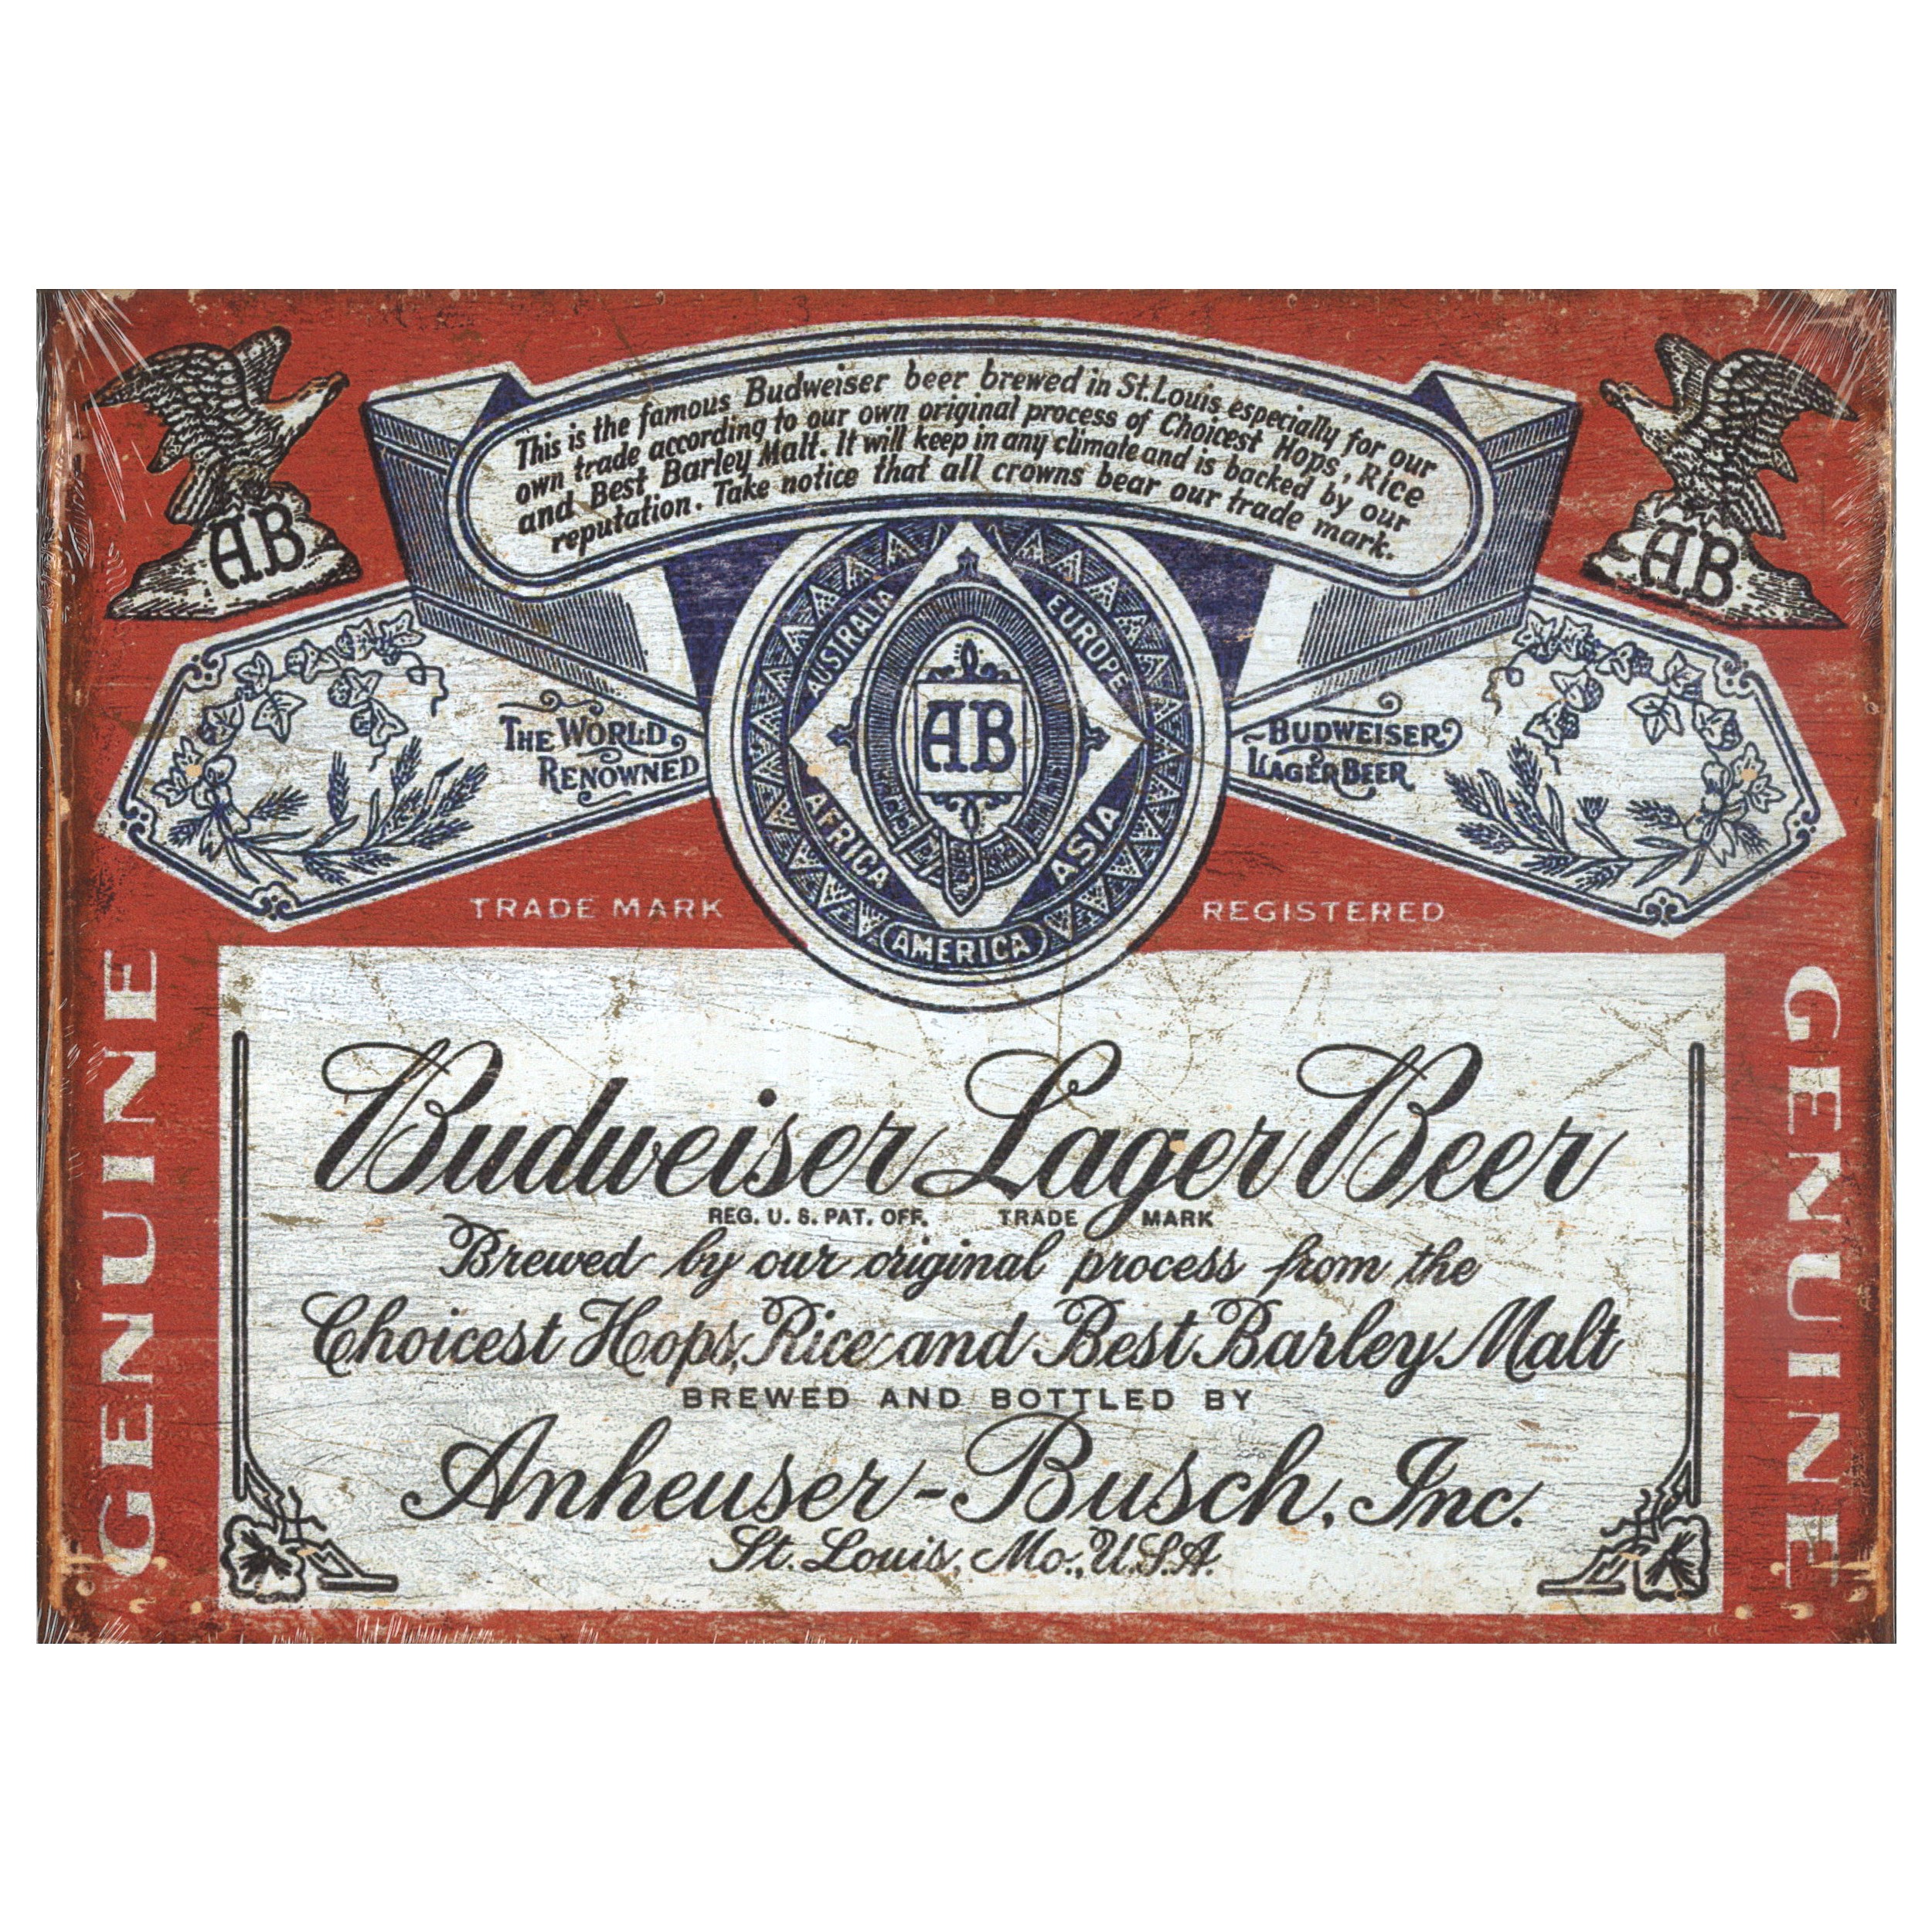 This is the famous Budweiser beer brewed in St. Louis especially for our
own trade according to our own original process of Choicest Hops, Rice
and Best Barley Malt. It will keep in any climate and is backed by our
reputation. Take notice that all crowns bear our trade mark.
AB
AB
AUSTRALIA
EUROPE
THE WORLD
RENOWNED
AB
BUDWEISER
LAGER BEER
AFRICA
ASIA
AMERICA
TRADE MARK
REGISTERED
GENUINE
GENUINE
Budweiser Lager Beer
REG. U. S. PAT. OFF. TRADE MARK
Brewed by our original process from the
Choicest Hops, Rice and Best Barley Malt
BREWED AND BOTTLED BY
Anheuser-Busch, Inc.
St. Louis, Mo., U.S.A.